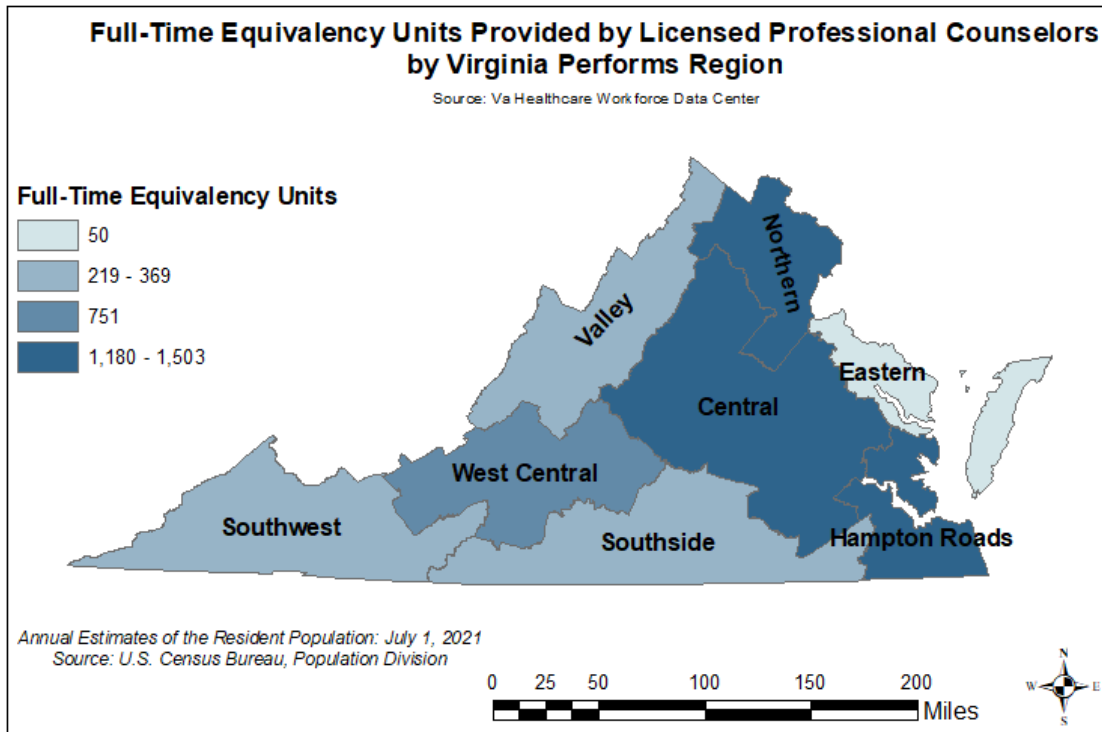 Full-Time Equivalency Units Provided by Licensed Professional Counselors
by Virginia Performs Region
Source: Va Healthcare Workforce Data Center
Full-Time Equivalency Units
50
219 - 369
751
1,180 - 1,503
Northern
Valley
Eastern
Central
West Central
Southwest
Southside
Hampton Roads
Annual Estimates of the Resident Population: July 1, 2021
Source: U.S. Census Bureau, Population Division
0 25 50 100 150 200
Miles
N
W E
S